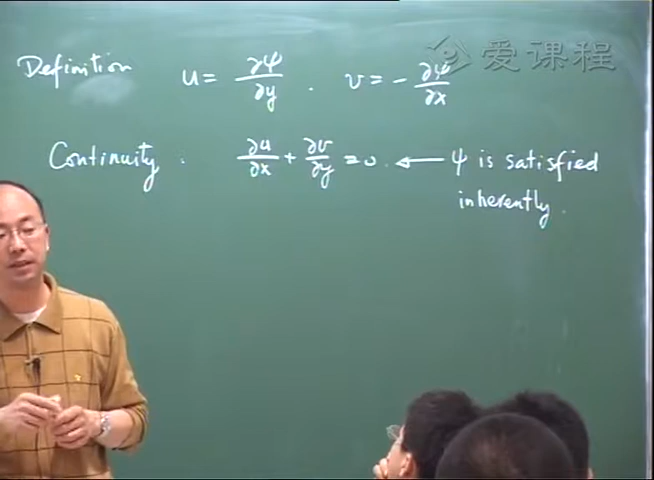 爱课程
Definition u = ∂ψ/∂y . v = - ∂ψ/∂x
Continuity : ∂u/∂x + ∂v/∂y = 0. ← ψ is satisfied
inherently.